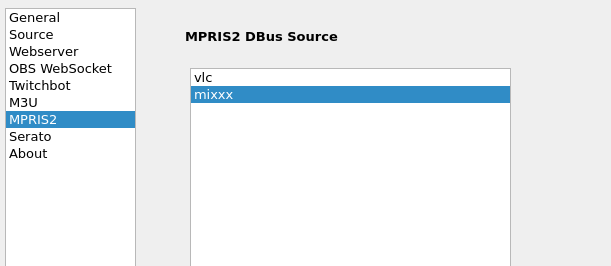 General
Source
Webserver
OBS WebSocket
Twitchbot
M3U
MPRIS2
Serato
About
MPRIS2 DBus Source
vlc
mixxx